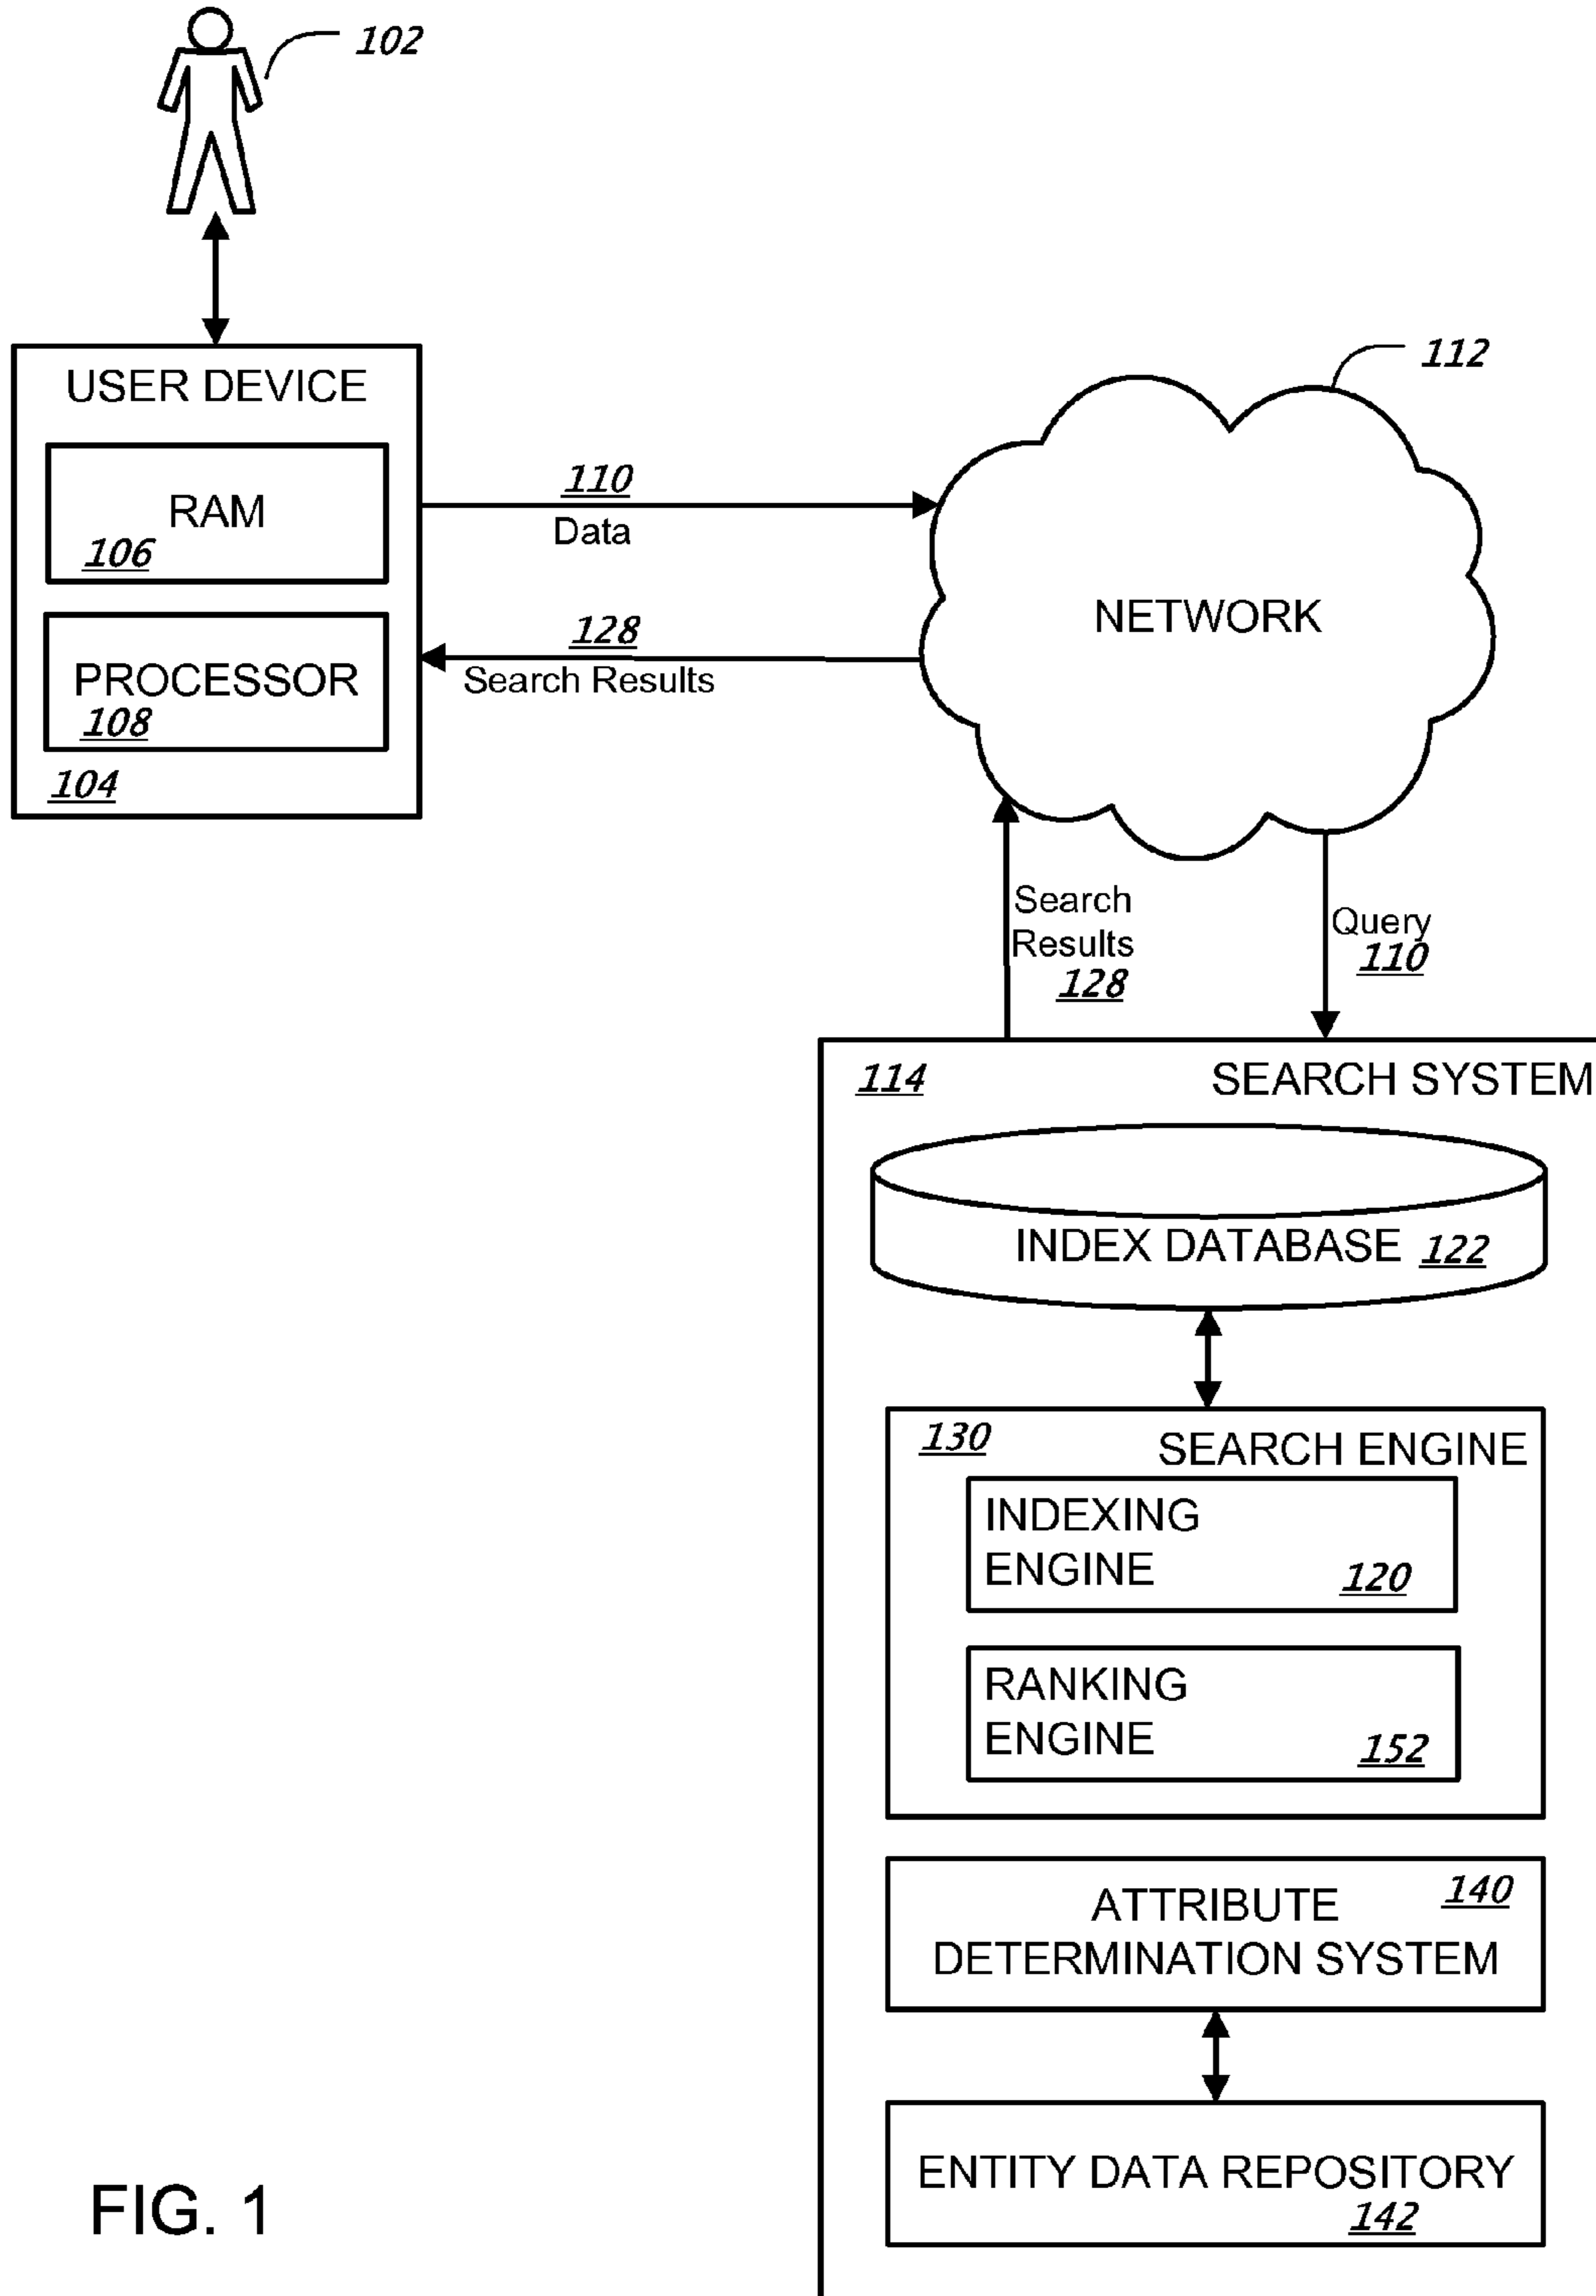 102
USER DEVICE
RAM
106
PROCESSOR
108
104
110
Data
128
Search Results
112
NETWORK
Search
Results
128
Query
110
114 SEARCH SYSTEM
INDEX DATABASE 122
130
SEARCH ENGINE
INDEXING
ENGINE 120
RANKING
ENGINE 152
140
ATTRIBUTE
DETERMINATION SYSTEM
ENTITY DATA REPOSITORY
142
FIG. 1